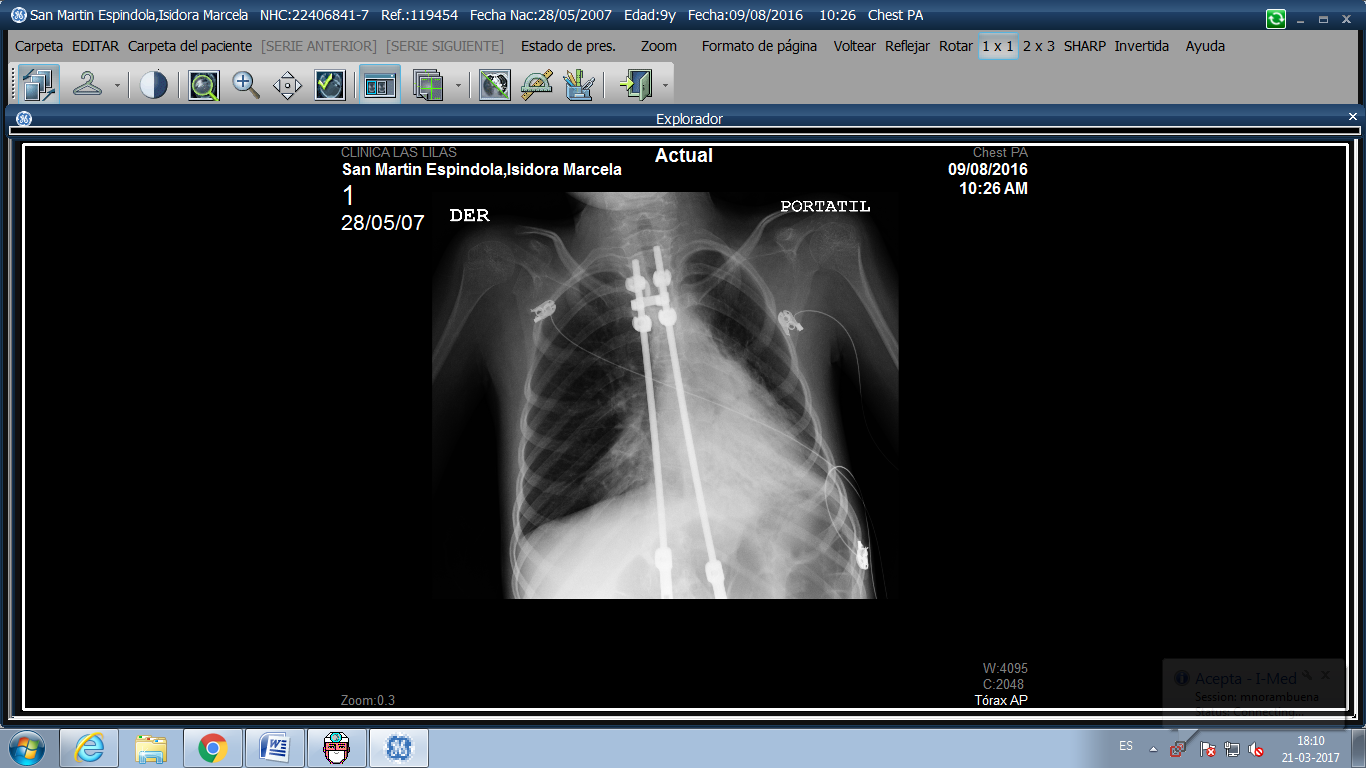 San Martin Espindola,Isidora Marcela NHC:22406841-7 Ref.:119454 Fecha Nac:28/05/2007 Edad:9y Fecha:09/08/2016 10:26 Chest PA
Carpeta EDITAR Carpeta del paciente [SERIE ANTERIOR] [SERIE SIGUIENTE] Estado de pres. Zoom Formato de página Voltear Reflejar Rotar 1 x 1 2 x 3 SHARP Invertida Ayuda
Explorador
CLINICA LAS LILAS Actual Chest PA
San Martin Espindola,Isidora Marcela 09/08/2016
1 10:26 AM
28/05/07 DER PORTATIL
W:4095
C:2048
Zoom:0.3 Tórax AP
Acepta - I-Med
Session: mnorambuena
Status: Connecting...
ES 18:10
21-03-2017